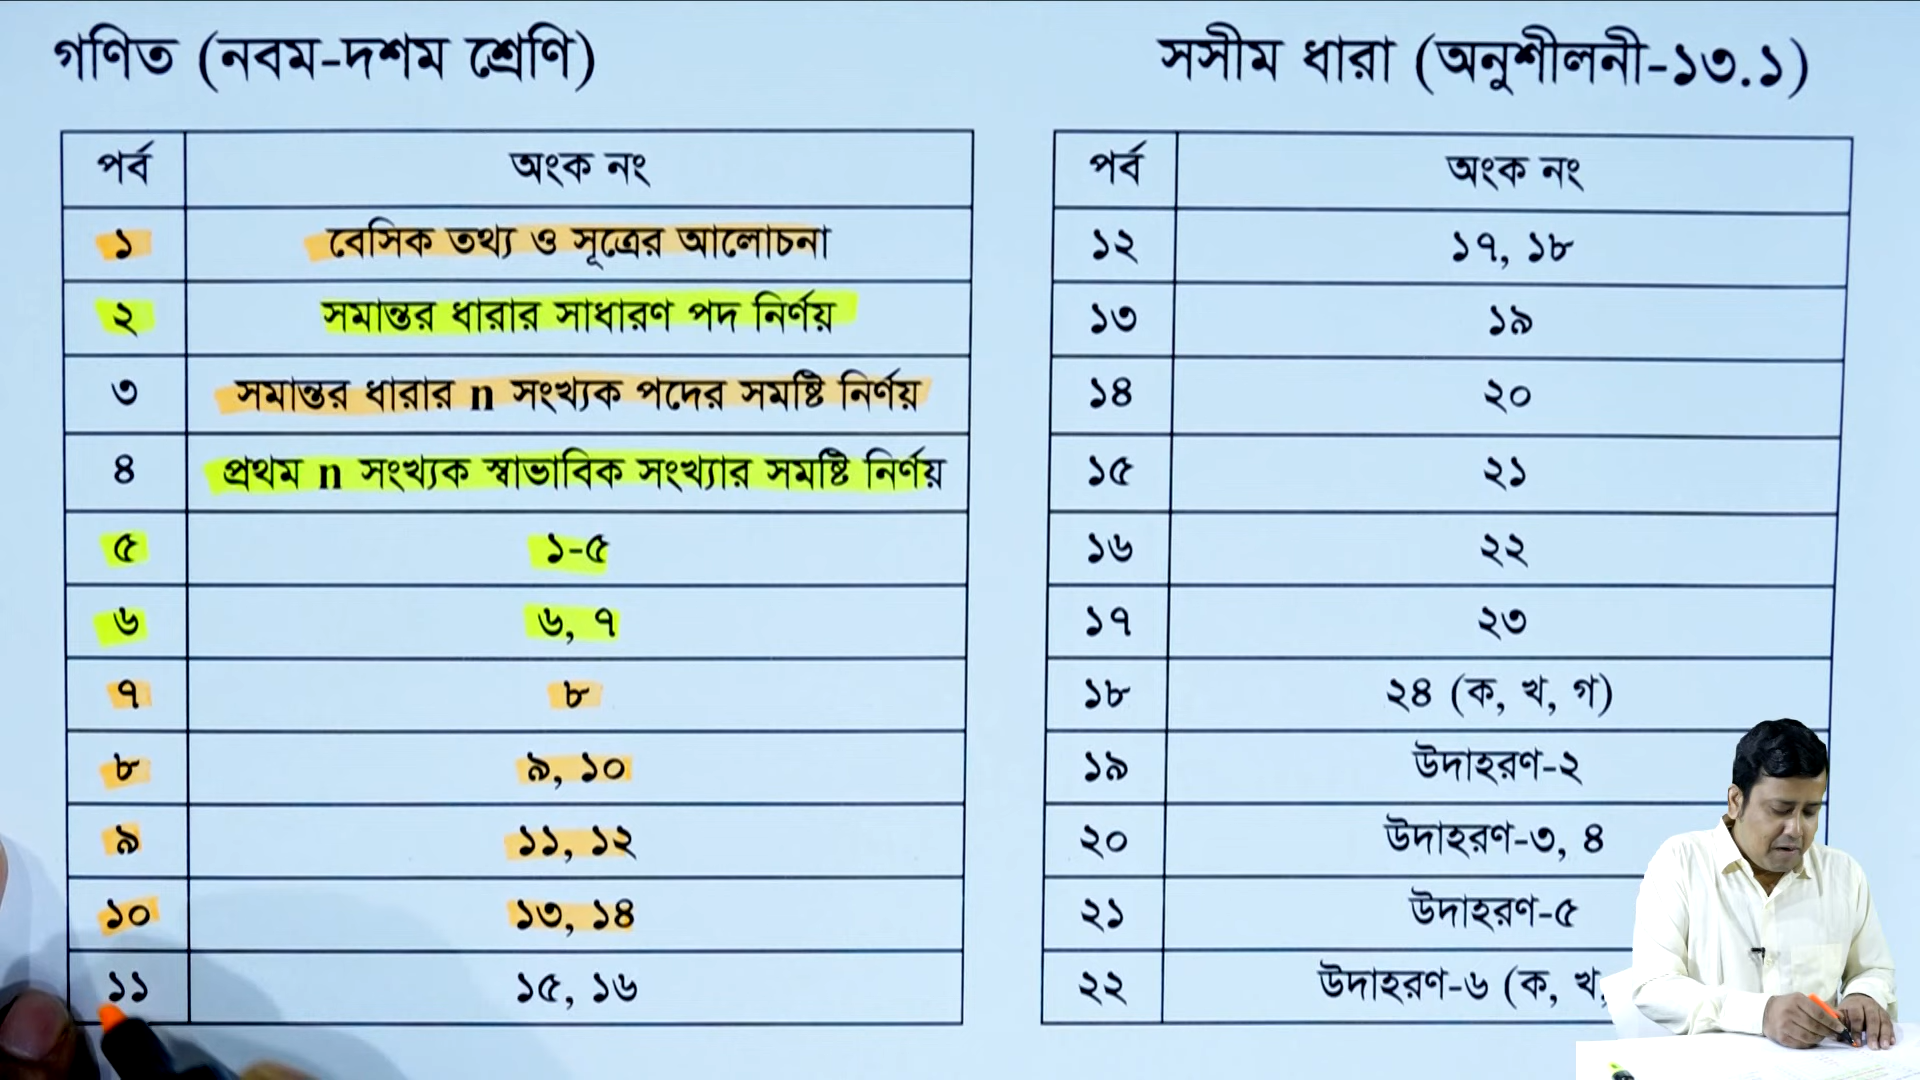 গণিত (নবম-দশম শ্রেণি)
সসীম ধারা (অনুশীলনী-১৩.১)
পর্ব অংক নং
১ বেসিক তথ্য ও সূত্রের আলোচনা
২ সমান্তর ধারার সাধারণ পদ নির্ণয়
৩ সমান্তর ধারার n সংখ্যক পদের সমষ্টি নির্ণয়
৪ প্রথম n সংখ্যক স্বাভাবিক সংখ্যার সমষ্টি নির্ণয়
৫ ১-৫
৬ ৬, ৭
৭ ৮
৮ ৯, ১০
৯ ১১, ১২
১০ ১৩, ১৪
১১ ১৫, ১৬
পর্ব অংক নং
১২ ১৭, ১৮
১৩ ১৯
১৪ ২০
১৫ ২১
১৬ ২২
১৭ ২৩
১৮ ২৪ (ক, খ, গ)
১৯ উদাহরণ-২
২০ উদাহরণ-৩, ৪
২১ উদাহরণ-৫
২২ উদাহরণ-৬ (ক, খ,